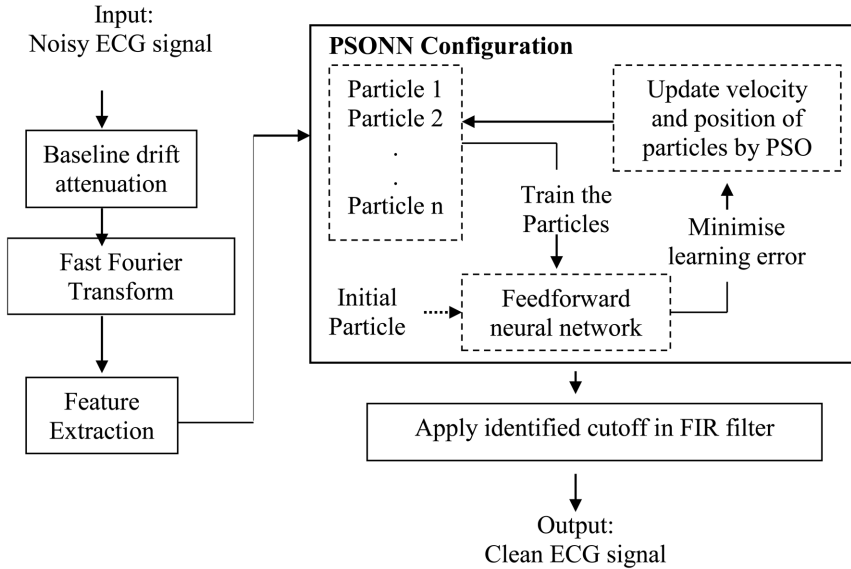 Input:
Noisy ECG signal
Baseline drift
attenuation
Fast Fourier
Transform
Feature
Extraction
PSONN Configuration
Particle 1
Particle 2
.
.
Particle n
Update velocity
and position of
particles by PSO
Train the
Particles
Minimise
learning error
Initial
Particle
Feedforward
neural network
Apply identified cutoff in FIR filter
Output:
Clean ECG signal